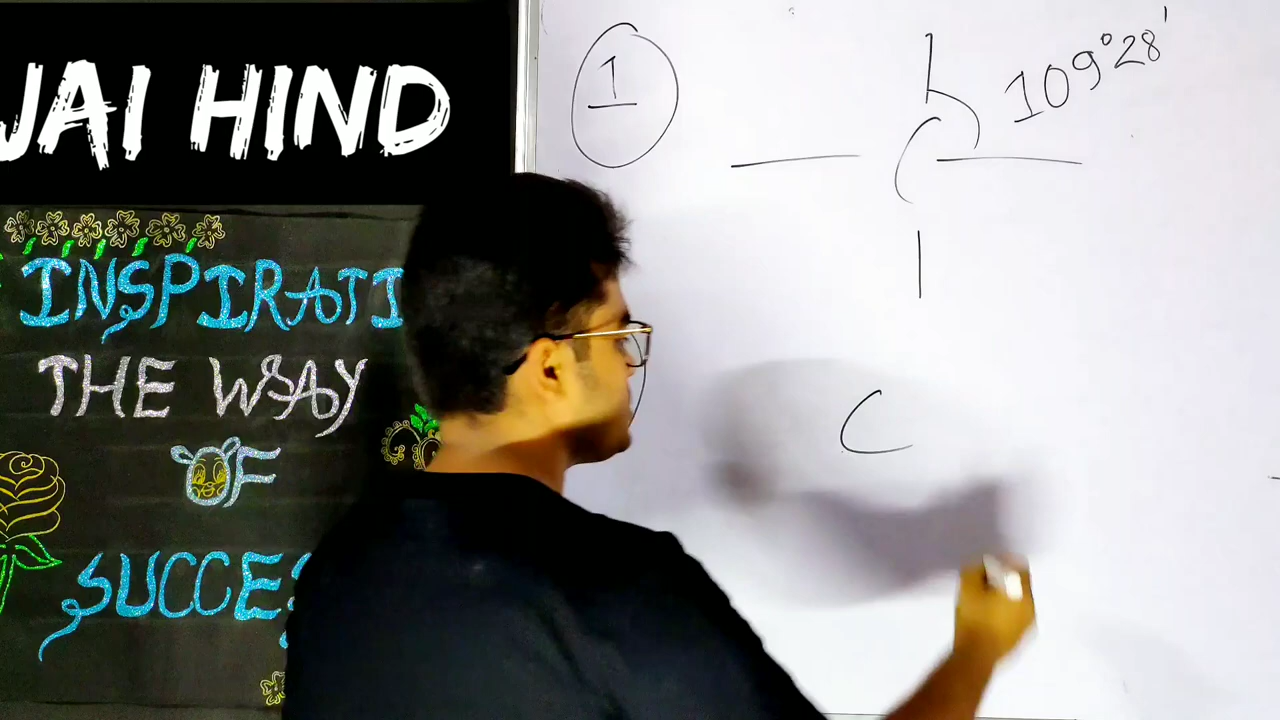 JAI HIND
INSPIRATI
THE WAY
OF
SUCCES
1
109°28'
C
C